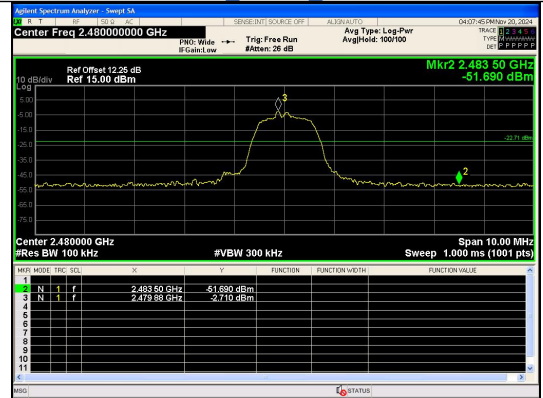 Agilent Spectrum Analyzer - Swept SA
R T RF 50 Ω AC SENSE:INT SOURCE OFF ALIGNAUTO 04:07:45 PM Nov 20, 2024
Center Freq 2.480000000 GHz
PNO: Wide
IFGain:Low
Trig: Free Run
#Atten: 26 dB
Avg Type: Log-Pwr
Avg|Hold: 100/100
TRACE 1 2 3 4 5 6
TYPE
DET P P P P P P
Mkr2 2.483 50 GHz
-51.690 dBm
Ref Offset 12.25 dB
10 dB/div Ref 15.00 dBm
Log
3
5.00
-5.00
-15.0
-22.71 dBm
-25.0
-35.0
2
-45.0
-55.0
-65.0
-75.0
Center 2.480000 GHz Span 10.00 MHz
#Res BW 100 kHz #VBW 300 kHz Sweep 1.000 ms (1001 pts)
MKR MODE TRC SCL X Y FUNCTION FUNCTION WIDTH FUNCTION VALUE
1
2 N 1 f 2.483 50 GHz -51.690 dBm
3 N 1 f 2.479 88 GHz -2.710 dBm
4
5
6
7
8
9
10
11
MSG STATUS